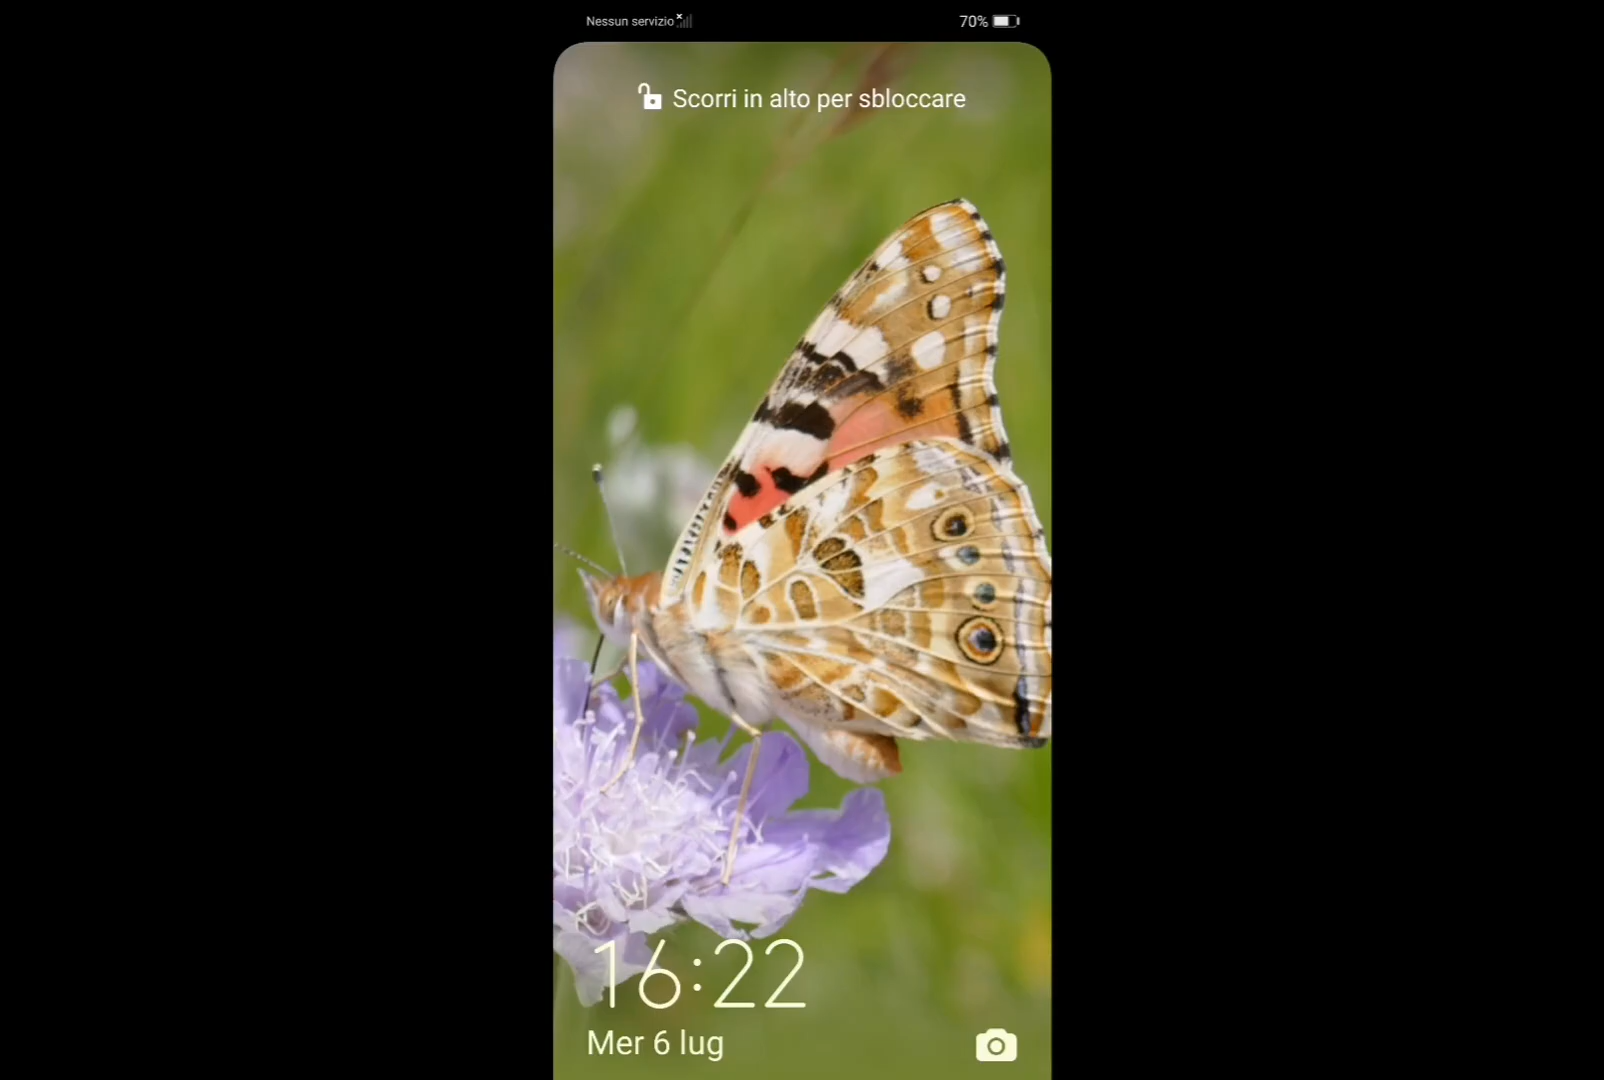 Nessun servizio
70%
Scorri in alto per sbloccare
16:22
Mer 6 lug